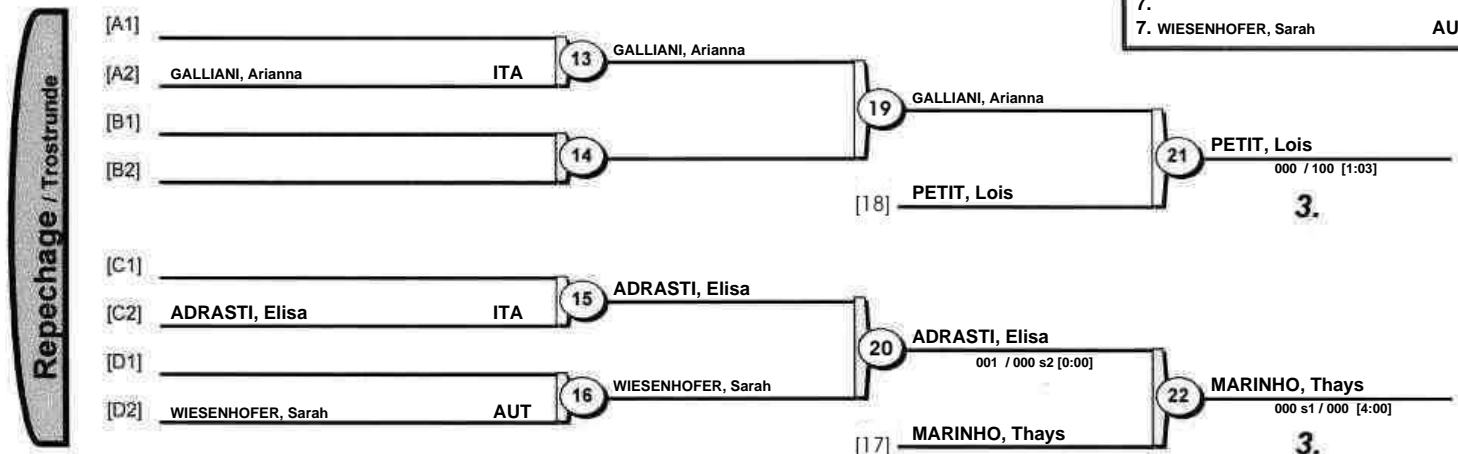 7.
7. WIESENHOFER, Sarah AU
Repechage / Trostrunde
[A1]
[A2] GALLIANI, Arianna ITA
13 GALLIANI, Arianna
[B1]
[B2]
14
19 GALLIANI, Arianna
[18] PETIT, Lois
21 PETIT, Lois
000 / 100 [1:03]
3.
[C1]
[C2] ADRASTI, Elisa ITA
15 ADRASTI, Elisa
[D1]
[D2] WIESENHOFER, Sarah AUT
16 WIESENHOFER, Sarah
20 ADRASTI, Elisa
001 / 000 s2 [0:00]
[17] MARINHO, Thays
22 MARINHO, Thays
000 s1 / 000 [4:00]
3.